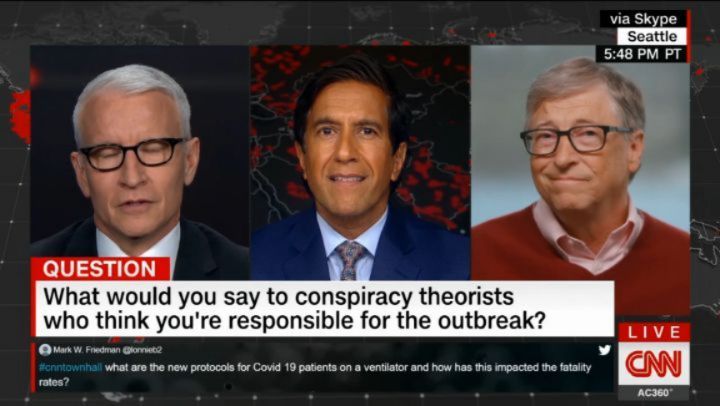 via Skype
Seattle
5:48 PM PT
QUESTION
What would you say to conspiracy theorists
who think you're responsible for the outbreak?
Mark W. Friedman @lonnieb2
#cnntownhall what are the new protocols for Covid 19 patients on a ventilator and how has this impacted the fatality
rates?
LIVE
CNN
AC360°